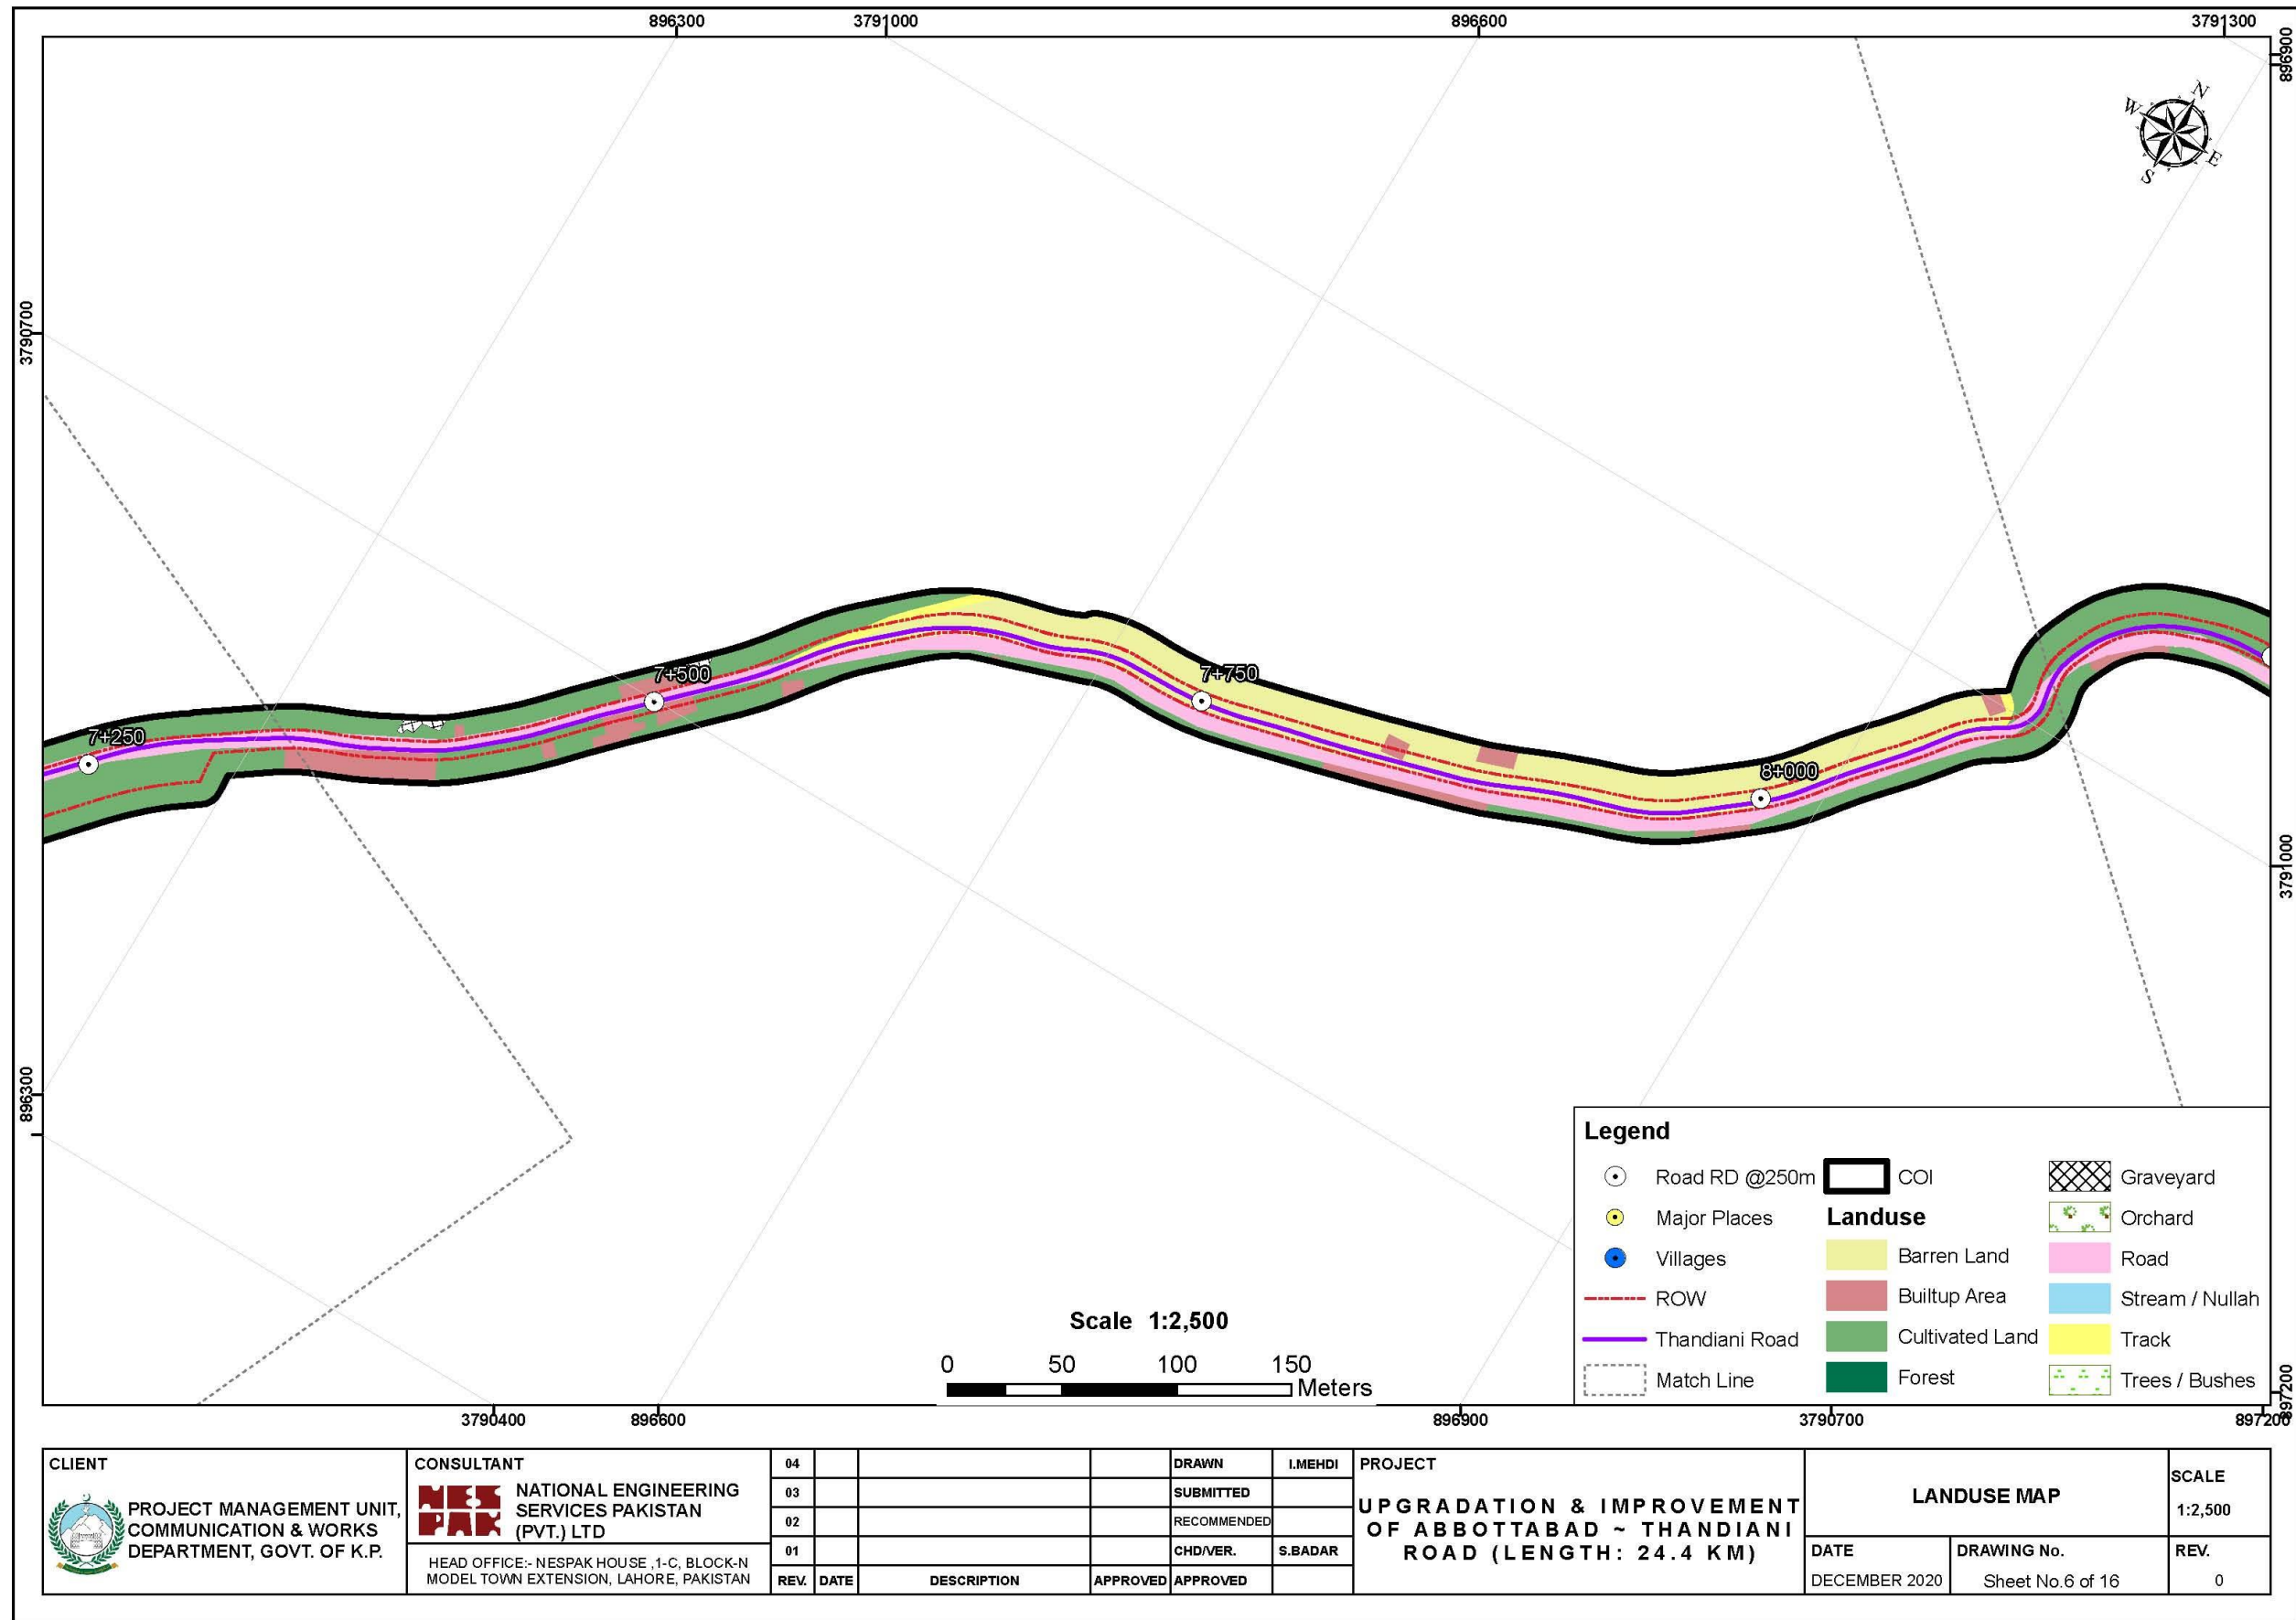 896300
3791000
896600
3791300
896900
3790700
896300
3791000
897200
N
W
E
S
7+250
7+500
7+750
8+000
Scale 1:2,500
0 50 100 150
Meters
Legend
Road RD @250m
Major Places
Villages
ROW
Thandiani Road
Match Line
COI
Landuse
Barren Land
Builtup Area
Cultivated Land
Forest
Graveyard
Orchard
Road
Stream / Nullah
Track
Trees / Bushes
3790400
896600
896900
3790700
897200
CLIENT
PROJECT MANAGEMENT UNIT,
COMMUNICATION & WORKS
DEPARTMENT, GOVT. OF K.P.
CONSULTANT
NES
PAK
NATIONAL ENGINEERING
SERVICES PAKISTAN
(PVT.) LTD
HEAD OFFICE:- NESPAK HOUSE ,1-C, BLOCK-N
MODEL TOWN EXTENSION, LAHORE, PAKISTAN
04
03
02
01
REV. DATE DESCRIPTION APPROVED
DRAWN I.MEHDI
SUBMITTED
RECOMMENDED
CHD/VER. S.BADAR
APPROVED
PROJECT
UPGRADATION & IMPROVEMENT
OF ABBOTTABAD ~ THANDIANI
ROAD (LENGTH: 24.4 KM)
LANDUSE MAP
SCALE
1:2,500
DATE
DECEMBER 2020
DRAWING No.
Sheet No.6 of 16
REV.
0